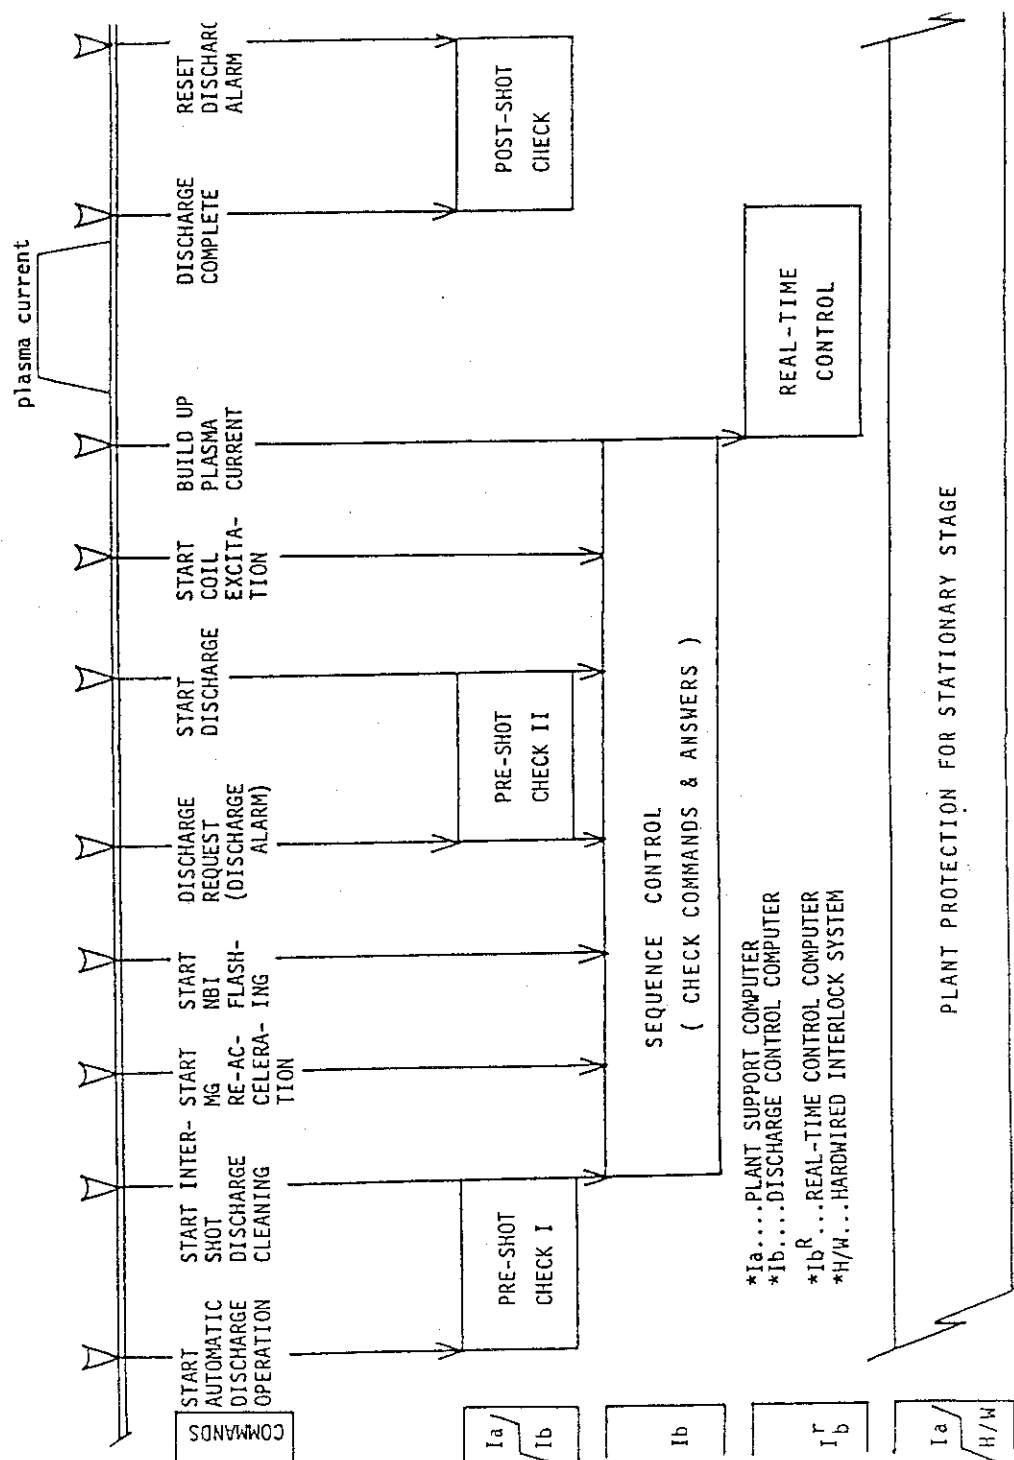 plasma current
COMMANDS
START
AUTOMATIC
DISCHARGE
OPERATION
START INTER-
SHOT
DISCHARGE
CLEANING
START
MG
RE-AC-
CELERA-
TION
START
NBI
FLASH-
ING
DISCHARGE
REQUEST
(DISCHARGE
ALARM)
START
DISCHARGE
START
COIL
EXCITA-
TION
BUILD UP
PLASMA
CURRENT
DISCHARGE
COMPLETE
RESET
DISCHARG
ALARM
Ia
Ib
PRE-SHOT
CHECK I
PRE-SHOT
CHECK II
POST-SHOT
CHECK
Ib
SEQUENCE CONTROL
( CHECK COMMANDS & ANSWERS )
I_b^r
REAL-TIME
CONTROL
*Ia....PLANT SUPPORT COMPUTER
*Ib....DISCHARGE CONTROL COMPUTER
*Ib^R...REAL-TIME CONTROL COMPUTER
*H/W...HARDWIRED INTERLOCK SYSTEM
Ia
H/W
PLANT PROTECTION FOR STATIONARY STAGE